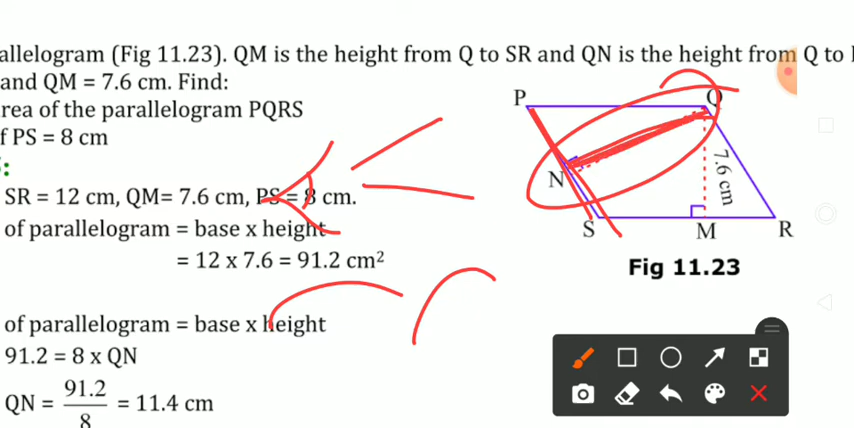 allelogram (Fig 11.23). QM is the height from Q to SR and QN is the height from Q to
and QM = 7.6 cm. Find:
rea of the parallelogram PQRS
f PS = 8 cm
:
SR = 12 cm, QM= 7.6 cm, PS = 8 cm.
of parallelogram = base x height
= 12 x 7.6 = 91.2 cm²
of parallelogram = base x height
91.2 = 8 x QN
QN = 91.2 / 8 = 11.4 cm
P
Q
N
7.6 cm
S
M
R
Fig 11.23